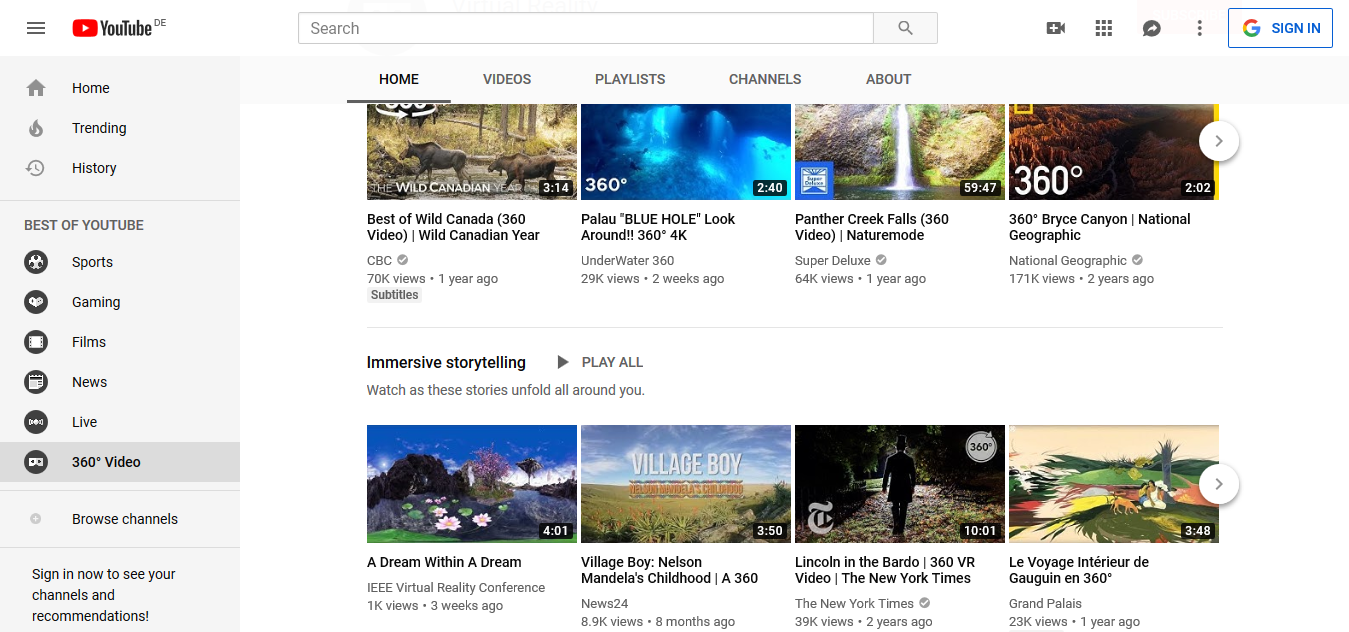 YouTube DE
Search
SIGN IN
Home
Trending
History
BEST OF YOUTUBE
Sports
Gaming
Films
News
Live
360° Video
Browse channels
Sign in now to see your
channels and
recommendations!
HOME VIDEOS PLAYLISTS CHANNELS ABOUT
THE WILD CANADIAN YEAR
3:14
Best of Wild Canada (360
Video) | Wild Canadian Year
CBC
70K views • 1 year ago
Subtitles
360°
2:40
Palau "BLUE HOLE" Look
Around!! 360° 4K
UnderWater 360
29K views • 2 weeks ago
Super
Deluxe
59:47
Panther Creek Falls (360
Video) | Naturemode
Super Deluxe
64K views • 1 year ago
360°
2:02
360° Bryce Canyon | National
Geographic
National Geographic
171K views • 2 years ago
Immersive storytelling PLAY ALL
Watch as these stories unfold all around you.
4:01
A Dream Within A Dream
IEEE Virtual Reality Conference
1K views • 3 weeks ago
VILLAGE BOY
NELSON MANDELA'S CHILDHOOD
3:50
Village Boy: Nelson
Mandela's Childhood | A 360
News24
8.9K views • 8 months ago
360°
T
10:01
Lincoln in the Bardo | 360 VR
Video | The New York Times
The New York Times
39K views • 2 years ago
3:48
Le Voyage Intérieur de
Gauguin en 360°
Grand Palais
23K views • 1 year ago